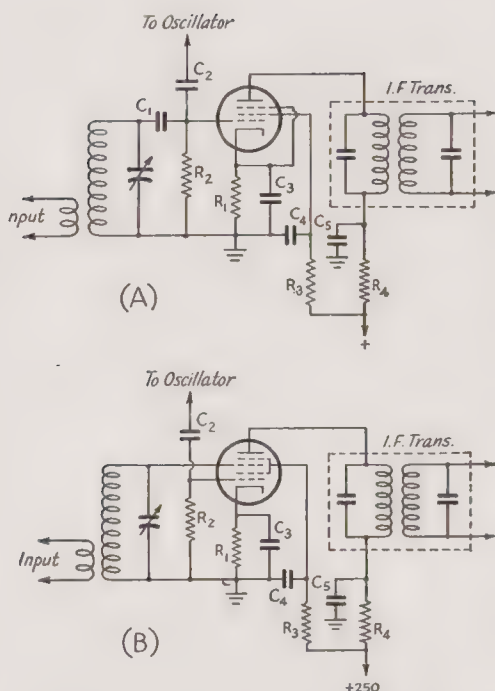 To Oscillator
C2
I.F. Trans.
C1
R2
C3
nput
R1
C4
C5
R3
R4
(A)
+
To Oscillator
C2
I.F. Trans.
R2
C3
Input
R1
C4
C5
R3
R4
(B)
+250